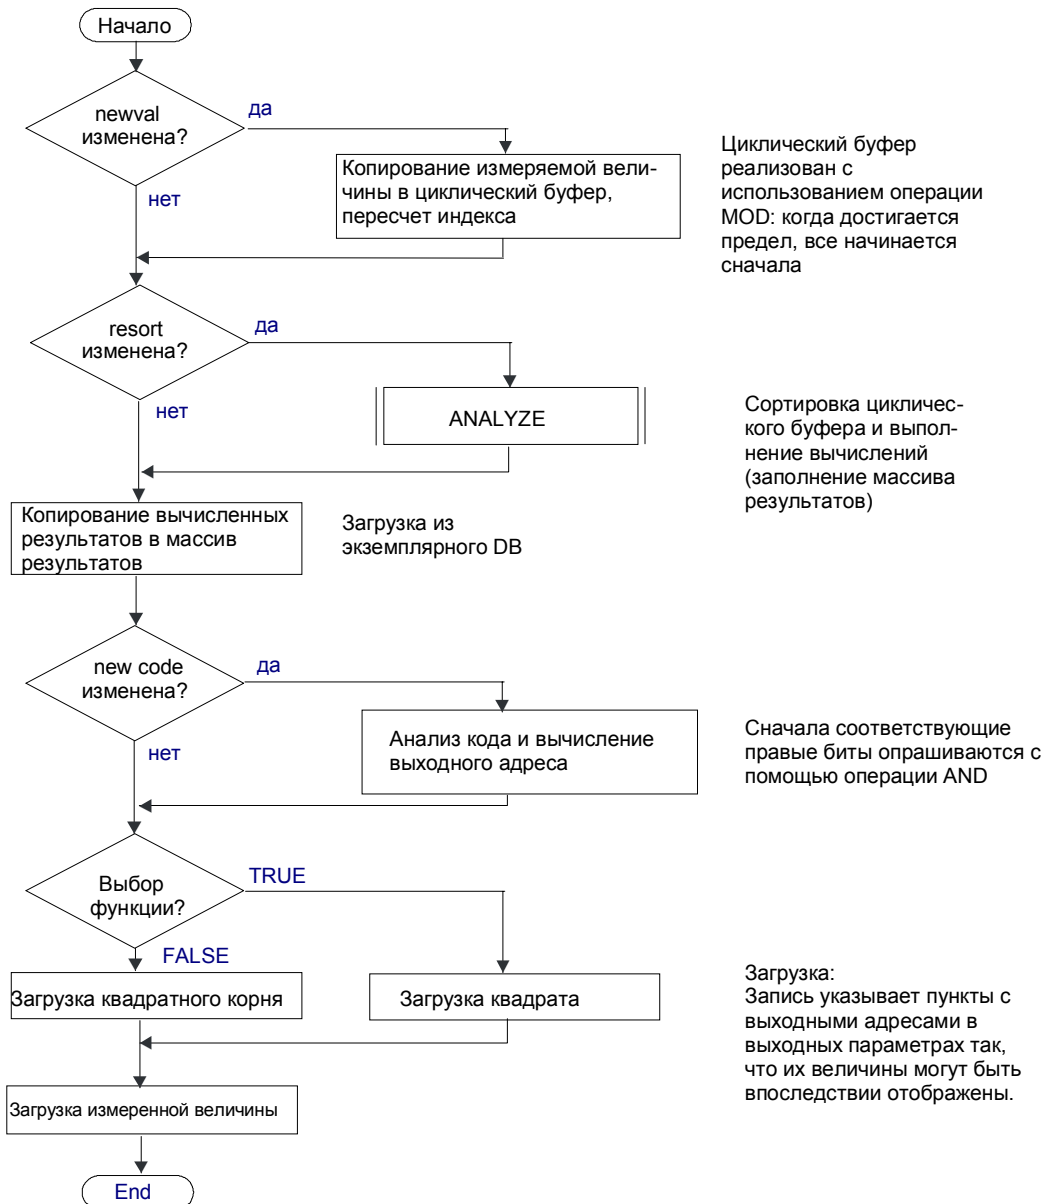 Начало
newval
изменена?
да
нет
Копирование измеряемой вели-
чины в циклический буфер,
пересчет индекса
Циклический буфер
реализован с
использованием операции
MOD: когда достигается
предел, все начинается
сначала
resort
изменена?
да
нет
ANALYZE
Сортировка цикличес-
кого буфера и выпол-
нение вычислений
(заполнение массива
результатов)
Копирование вычисленных
результатов в массив
результатов
Загрузка из
экземплярного DB
new code
изменена?
да
нет
Анализ кода и вычисление
выходного адреса
Сначала соответствующие
правые биты опрашиваются с
помощью операции AND
Выбор
функции?
TRUE
FALSE
Загрузка квадратного корня
Загрузка квадрата
Загрузка:
Запись указывает пункты с
выходными адресами в
выходных параметрах так,
что их величины могут быть
впоследствии отображены.
Загрузка измеренной величины
End